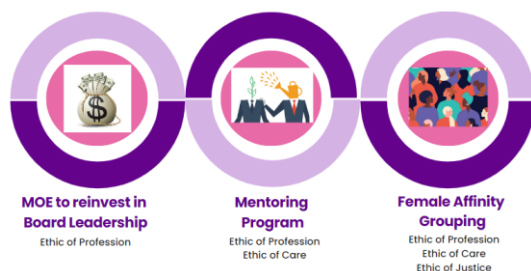 $
MOE to reinvest in
Board Leadership
Ethic of Profession
Mentoring
Program
Ethic of Profession
Ethic of Care
Female Affinity
Grouping
Ethic of Profession
Ethic of Care
Ethic of Justice